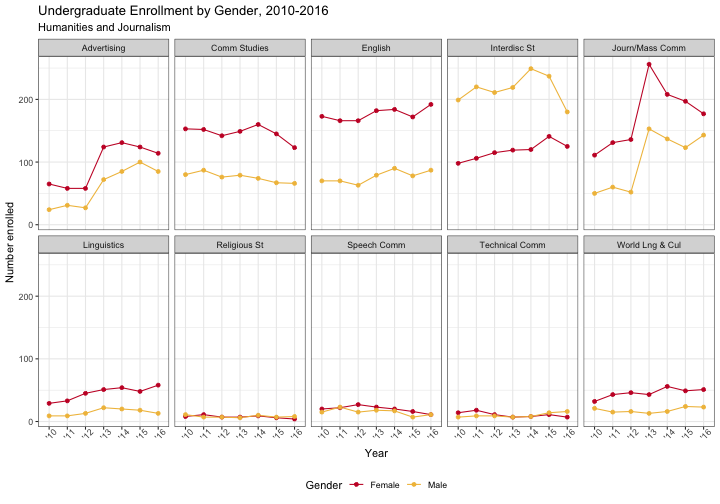 Undergraduate Enrollment by Gender, 2010-2016
Humanities and Journalism
Advertising Comm Studies English Interdisc St Journ/Mass Comm
200
100
0
Number enrolled
Linguistics Religious St Speech Comm Technical Comm World Lng & Cul
200
100
0
'10 '11 '12 '13 '14 '15 '16 '10 '11 '12 '13 '14 '15 '16 '10 '11 '12 '13 '14 '15 '16 '10 '11 '12 '13 '14 '15 '16 '10 '11 '12 '13 '14 '15 '16
Year
Gender Female Male